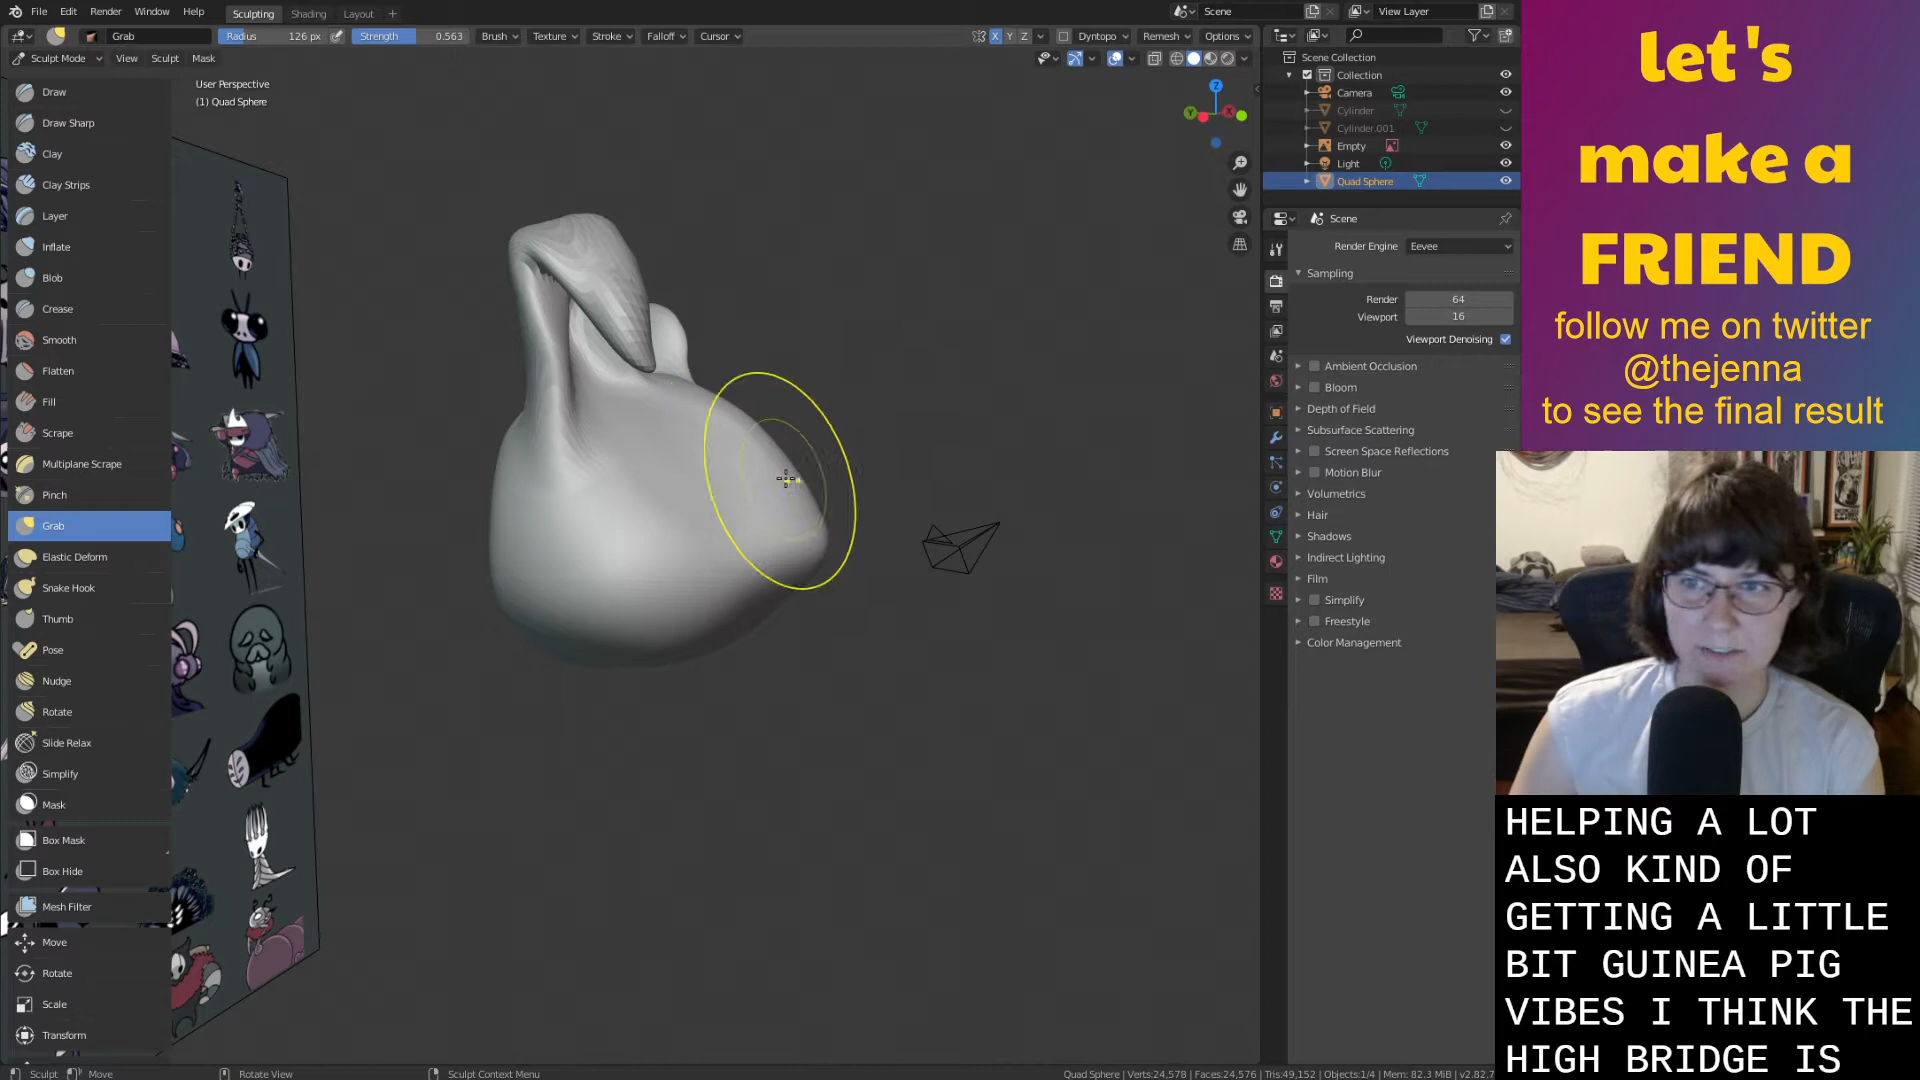 File Edit Render Window Help Sculpting Shading Layout Scene View Layer
Grab Radius 126 px Strength 0.563 Brush Texture Stroke Falloff Cursor X Y Z Dyntopo Remesh Options
Sculpt Mode View Sculpt Mask
User Perspective
(1) Quad Sphere
Draw
Draw Sharp
Clay
Clay Strips
Layer
Inflate
Blob
Crease
Smooth
Flatten
Fill
Scrape
Multiplane Scrape
Pinch
Grab
Elastic Deform
Snake Hook
Thumb
Pose
Nudge
Rotate
Slide Relax
Simplify
Mask
Box Mask
Box Hide
Mesh Filter
Move
Rotate
Scale
Transform
Z
Y
X
Scene Collection
Collection
Camera
Cylinder
Cylinder.001
Empty
Light
Quad Sphere
Scene
Render Engine Eevee
Sampling
Render 64
Viewport 16
Viewport Denoising
Ambient Occlusion
Bloom
Depth of Field
Subsurface Scattering
Screen Space Reflections
Motion Blur
Volumetrics
Hair
Shadows
Indirect Lighting
Film
Simplify
Freestyle
Color Management
let's
make a
FRIEND
follow me on twitter
@thejenna
to see the final result
HELPING A LOT
ALSO KIND OF
GETTING A LITTLE
BIT GUINEA PIG
VIBES I THINK THE
HIGH BRIDGE IS
Sculpt Move Rotate View Sculpt Context Menu Quad Sphere | Verts:24,578 | Faces:24,576 | Tris:49,152 | Objects:1/4 | Mem: 82.3 MiB | v2.82.7